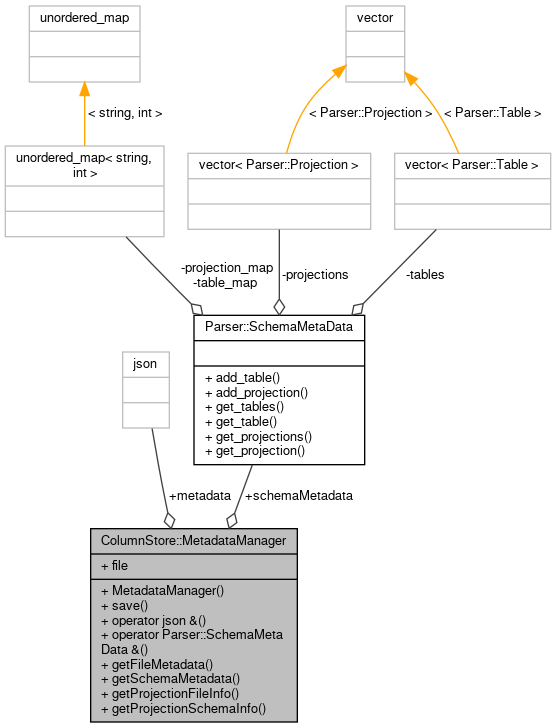 unordered_map
vector
< string, int >
< Parser::Projection >
< Parser::Table >
unordered_map< string,
int >
vector< Parser::Projection >
vector< Parser::Table >
-projection_map
-table_map
-projections
-tables
Parser::SchemaMetaData
+ add_table()
+ add_projection()
+ get_tables()
+ get_table()
+ get_projections()
+ get_projection()
json
+metadata
+schemaMetadata
ColumnStore::MetadataManager
+ file
+ MetadataManager()
+ save()
+ operator json &()
+ operator Parser::SchemaMeta
Data &()
+ getFileMetadata()
+ getSchemaMetadata()
+ getProjectionFileInfo()
+ getProjectionSchemaInfo()